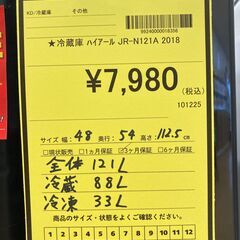 KD/冷蔵庫 その他
99240000018356
★冷蔵庫 ハイアール JR-N121A 2018
¥7,980
(税込)
101225
サイズ 幅:48 奥行:54 高さ:112.5cm
□現状販売 □1ヵ月保証 ☑3ヶ月保証 □6ヶ月保証
全体 121L
冷蔵 88L
冷凍 33L
商品のサイズ・状態をよくご確認ください。
1 2 3 4 5 6 7 8 9 10 11 12